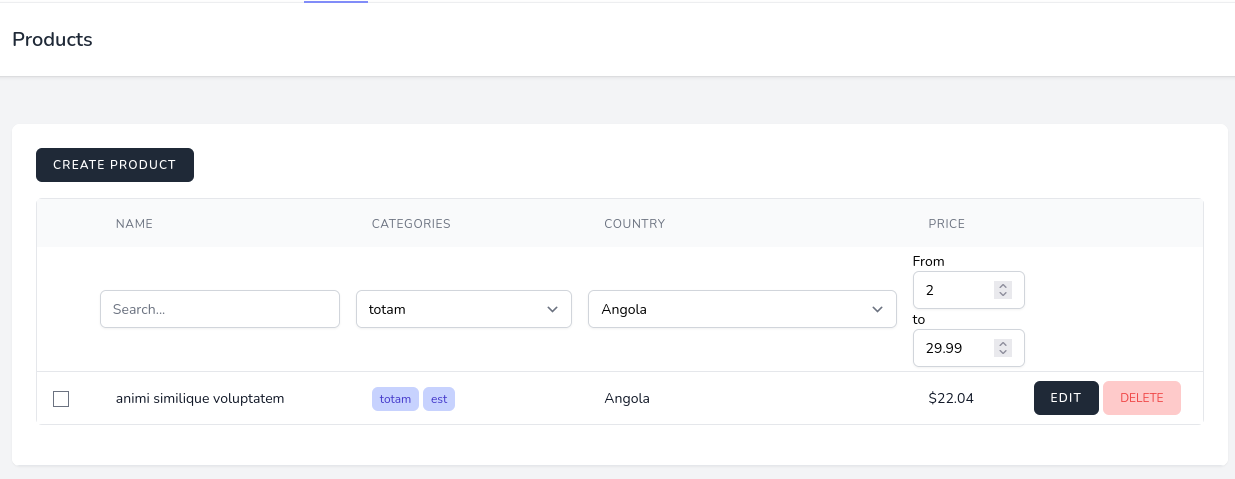 Products
CREATE PRODUCT
NAME CATEGORIES COUNTRY PRICE
From
2
Search... totam Angola
to
29.99
animi similique voluptatem totam est Angola $22.04 EDIT DELETE